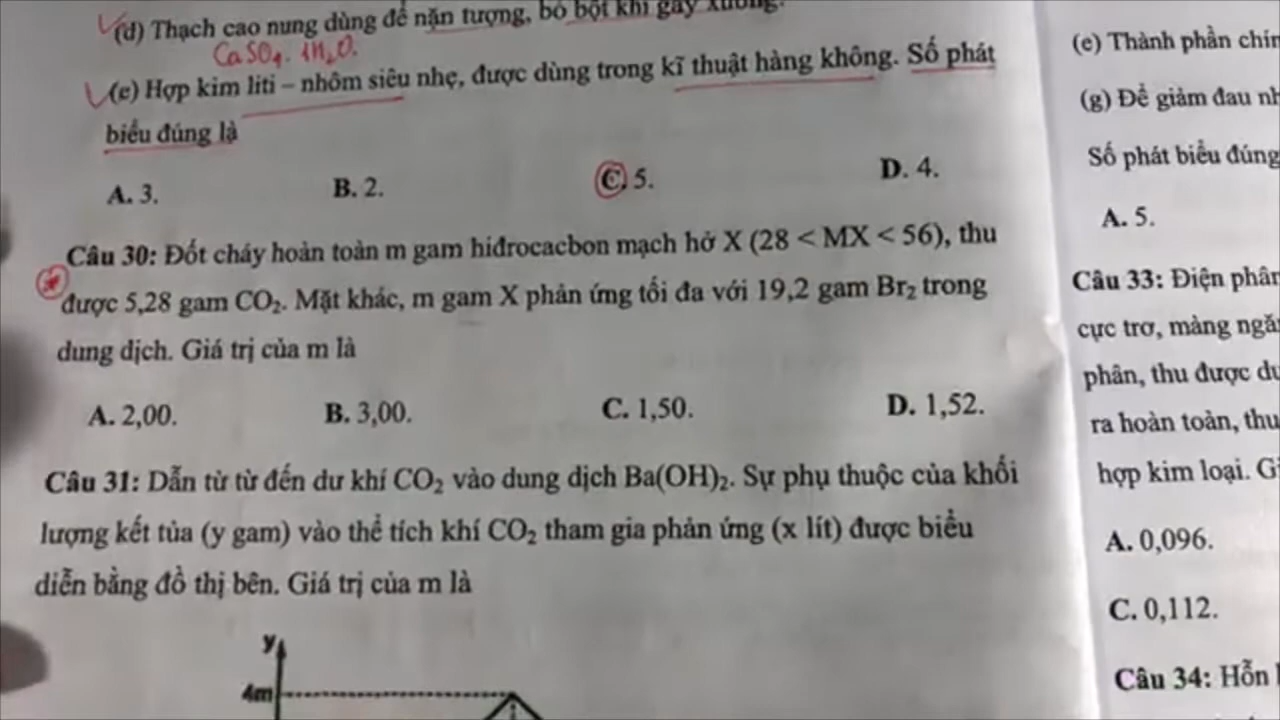 (d) Thạch cao nung dùng để nặn tượng, bó bột khi gãy xương.
CaSO4. 1H2O.
(e) Hợp kim liti – nhôm siêu nhẹ, được dùng trong kĩ thuật hàng không. Số phát
biểu đúng là
A. 3.
B. 2.
C. 5.
D. 4.
Câu 30: Đốt cháy hoàn toàn m gam hiđrocacbon mạch hở X (28 < MX < 56), thu
được 5,28 gam CO2. Mặt khác, m gam X phản ứng tối đa với 19,2 gam Br2 trong
dung dịch. Giá trị của m là
A. 2,00.
B. 3,00.
C. 1,50.
D. 1,52.
Câu 31: Dẫn từ từ đến dư khí CO2 vào dung dịch Ba(OH)2. Sự phụ thuộc của khối
lượng kết tủa (y gam) vào thể tích khí CO2 tham gia phản ứng (x lít) được biểu
diễn bằng đồ thị bên. Giá trị của m là
y
4m
(e) Thành phần
(g) Để giảm đau
Số phát biểu đúng
A. 5.
Câu 33: Điện phân
cực trơ, màng
phân, thu được
ra hoàn toàn, thu
hợp kim loại.
A. 0,096.
C. 0,112.
Câu 34: Hỗn